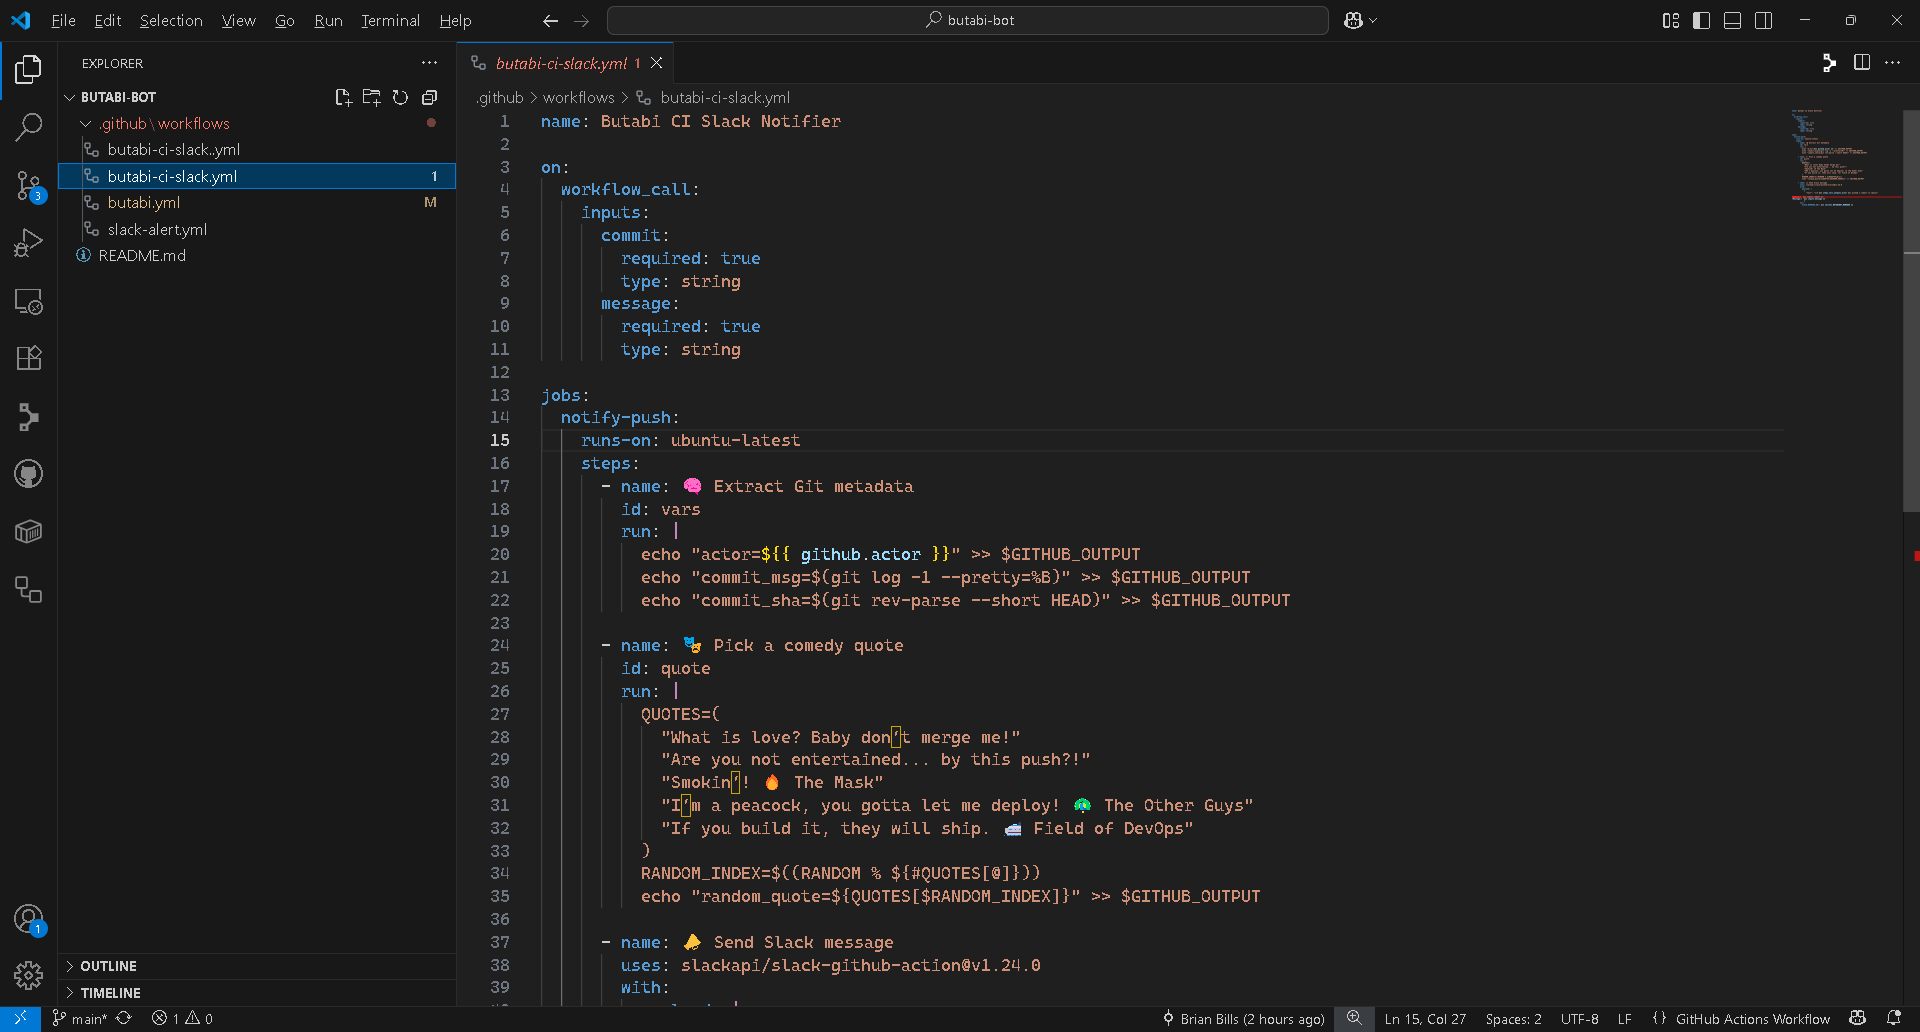 File Edit Selection View Go Run Terminal Help
butabi-bot
EXPLORER
BUTABI-BOT
.github\workflows
butabi-ci-slack..yml
butabi-ci-slack.yml 1
butabi.yml M
slack-alert.yml
README.md
3
1
OUTLINE
TIMELINE
butabi-ci-slack.yml 1
.github > workflows > butabi-ci-slack.yml
1 name: Butabi CI Slack Notifier
2
3 on:
4 workflow_call:
5 inputs:
6 commit:
7 required: true
8 type: string
9 message:
10 required: true
11 type: string
12
13 jobs:
14 notify-push:
15 runs-on: ubuntu-latest
16 steps:
17 - name: 🧠 Extract Git metadata
18 id: vars
19 run: |
20 echo "actor=${{ github.actor }}" >> $GITHUB_OUTPUT
21 echo "commit_msg=$(git log -1 --pretty=%B)" >> $GITHUB_OUTPUT
22 echo "commit_sha=$(git rev-parse --short HEAD)" >> $GITHUB_OUTPUT
23
24 - name: 🎭 Pick a comedy quote
25 id: quote
26 run: |
27 QUOTES=(
28 "What is love? Baby don’t merge me!"
29 "Are you not entertained... by this push?!"
30 "Smokin’! 🔥 The Mask"
31 "I’m a peacock, you gotta let me deploy! 🦚 The Other Guys"
32 "If you build it, they will ship. 🚢 Field of DevOps"
33 )
34 RANDOM_INDEX=$((RANDOM % ${#QUOTES[@]}))
35 echo "random_quote=${QUOTES[$RANDOM_INDEX]}" >> $GITHUB_OUTPUT
36
37 - name: 📣 Send Slack message
38 uses: slackapi/slack-github-action@v1.24.0
39 with:
main* 1 0
Brian Bills (2 hours ago) Ln 15, Col 27 Spaces: 2 UTF-8 LF {} GitHub Actions Workflow